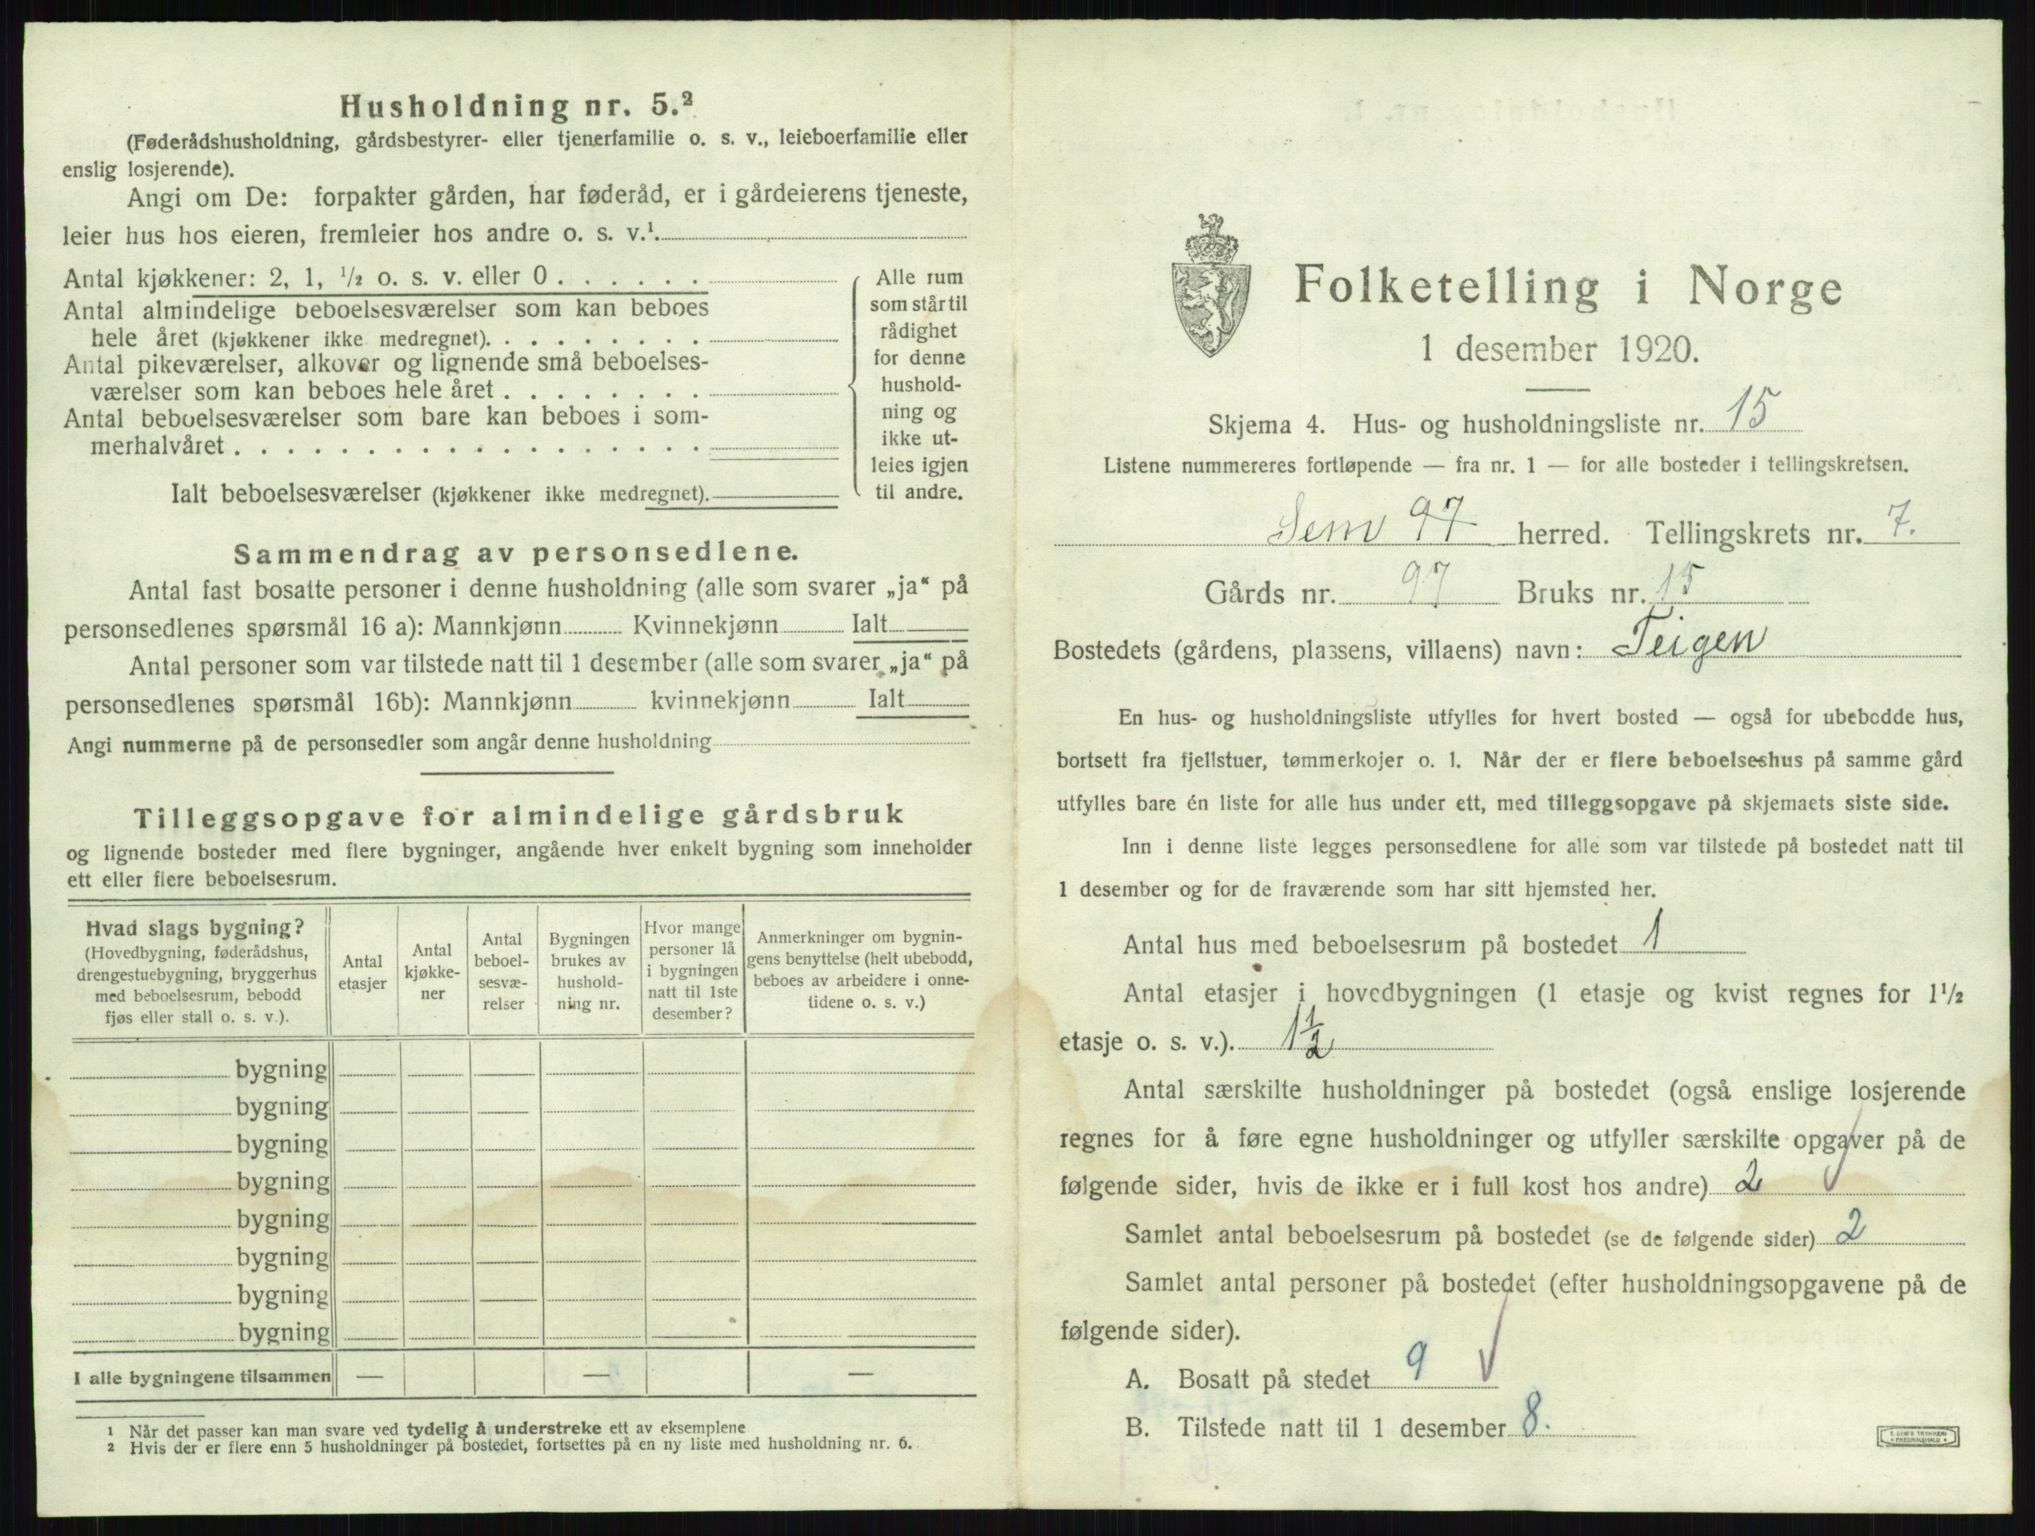 Husholdning nr. 5.²
(Føderådshusholdning, gårdsbestyrer- eller tjenerfamilie o. s. v., leieboerfamilie eller
enslig losjerende).
Angi om De: forpakter gården, har føderåd, er i gårdeierens tjeneste,
leier hus hos eieren, fremleier hos andre o. s. v.¹.
Antal kjøkkener: 2, 1, ½ o. s. v. eller 0 . . . . . .
Antal almindelige beboelsesværelser som kan beboes
hele året (kjøkkener ikke medregnet). . . . . . . . .
Antal pikeværelser, alkover og lignende små beboelses-
værelser som kan beboes hele året . . . . . . . .
Antal beboelsesværelser som bare kan beboes i som-
merhalvåret . . . . . . . . . . . . . . . . . .
Ialt beboelsesværelser (kjøkkener ikke medregnet).
Alle rum
som står til
rådighet
for denne
hushold-
ning og
ikke ut-
leies igjen
til andre.
Sammendrag av personsedlene.
Antal fast bosatte personer i denne husholdning (alle som svarer „ja“ på
personsedlenes spørsmål 16 a): Mannkjønn Kvinnekjønn Ialt
Antal personer som var tilstede natt til 1 desember (alle som svarer „ja“ på
personsedlenes spørsmål 16b): Mannkjønn kvinnekjønn Ialt
Angi nummerne på de personsedler som angår denne husholdning
Tilleggsopgave for almindelige gårdsbruk
og lignende bosteder med flere bygninger, angående hver enkelt bygning som inneholder
ett eller flere beboelsesrum.
Hvad slags bygning?
(Hovedbygning, føderådshus,
drengestuebygning, bryggerhus
med beboelsesrum, bebodd
fjøs eller stall o. s. v.).
Antal
etasjer
Antal
kjøkke-
ner
Antal
beboel-
sesvæ-
relser
Bygningen
brukes av
hushold-
ning nr.
Hvor mange
personer lå
i bygningen
natt til 1ste
desember?
Anmerkninger om bygnin-
gens benyttelse (helt ubebodd,
beboes av arbeidere i onne-
tidene o. s. v.)
bygning
bygning
bygning
bygning
bygning
bygning
bygning
bygning
I alle bygningene tilsammen — — —
1 Når det passer kan man svare ved tydelig å understreke ett av eksemplene
2 Hvis der er flere enn 5 husholdninger på bostedet, fortsettes på en ny liste med husholdning nr. 6.
Folketelling i Norge
1 desember 1920.
Skjema 4. Hus- og husholdningsliste nr. 15
Listene nummereres fortløpende — fra nr. 1 — for alle bosteder i tellingskretsen.
Sem 97 herred. Tellingskrets nr. 7.
Gårds nr. 97 Bruks nr. 15
Bostedets (gårdens, plassens, villaens) navn: Teigen
En hus- og husholdningsliste utfylles for hvert bosted — også for ubebodde hus,
bortsett fra fjellstuer, tømmerkojer o. l. Når der er flere beboelseshus på samme gård
utfylles bare én liste for alle hus under ett, med tilleggsopgave på skjemaets siste side.
Inn i denne liste legges personsedlene for alle som var tilstede på bostedet natt til
1 desember og for de fraværende som har sitt hjemsted her.
Antal hus med beboelsesrum på bostedet 1
Antal etasjer i hovedbygningen (1 etasje og kvist regnes for 1½
etasje o. s. v.). 1½
Antal særskilte husholdninger på bostedet (også enslige losjerende
regnes for å føre egne husholdninger og utfyller særskilte opgaver på de
følgende sider, hvis de ikke er i full kost hos andre) 2
Samlet antal beboelsesrum på bostedet (se de følgende sider) 2
Samlet antal personer på bostedet (efter husholdningsopgavene på de
følgende sider).
A. Bosatt på stedet 9
B. Tilstede natt til 1 desember 8.
E. SEM'S TRYKKERI
FREDRIKSHALD